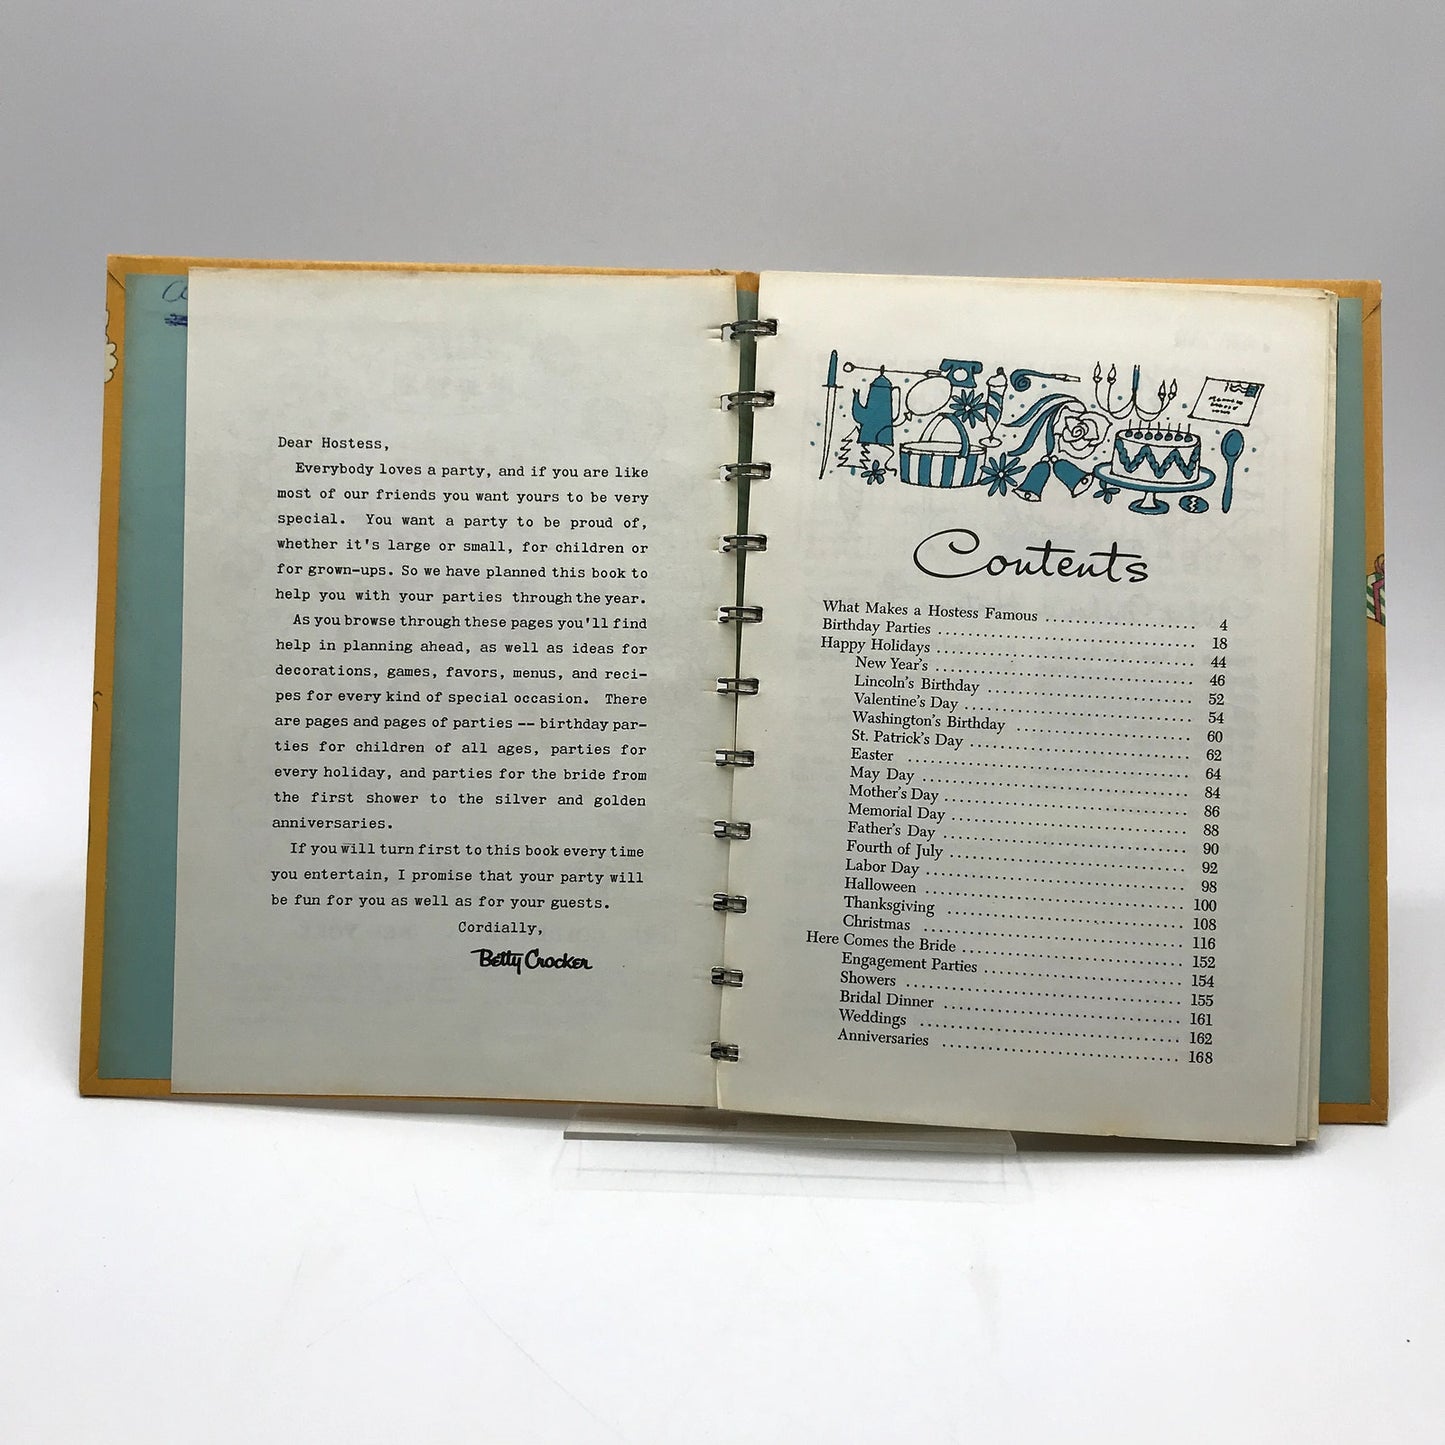 Dear Hostess,
Everybody loves a party, and if you are like
most of our friends you want yours to be very
special. You want a party to be proud of,
whether it's large or small, for children or
for grown-ups. So we have planned this book to
help you with your parties through the year.
As you browse through these pages you'll find
help in planning ahead, as well as ideas for
decorations, games, favors, menus, and reci-
pes for every kind of special occasion. There
are pages and pages of parties -- birthday par-
ties for children of all ages, parties for
every holiday, and parties for the bride from
the first shower to the silver and golden
anniversaries.
If you will turn first to this book every time
you entertain, I promise that your party will
be fun for you as well as for your guests.
Cordially,
Betty Crocker
Contents
What Makes a Hostess Famous .......................... 4
Birthday Parties .......................... 18
Happy Holidays .......................... 44
New Year's .......................... 46
Lincoln's Birthday .......................... 52
Valentine's Day .......................... 54
Washington's Birthday .......................... 60
St. Patrick's Day .......................... 62
Easter .......................... 64
May Day .......................... 84
Mother's Day .......................... 86
Memorial Day .......................... 88
Father's Day .......................... 90
Fourth of July .......................... 92
Labor Day .......................... 98
Halloween .......................... 100
Thanksgiving .......................... 108
Christmas .......................... 116
Here Comes the Bride .......................... 152
Engagement Parties .......................... 154
Showers .......................... 155
Bridal Dinner .......................... 161
Weddings .......................... 162
Anniversaries .......................... 168